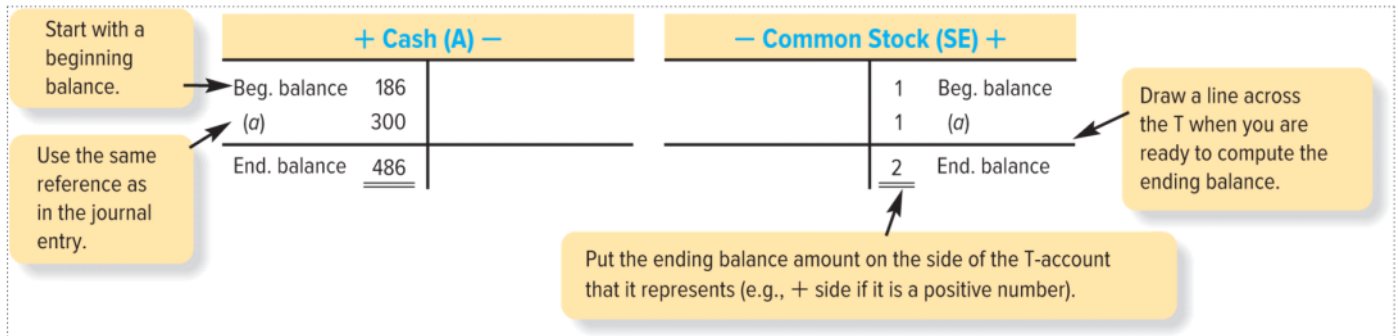 Start with a
beginning
balance.
Use the same
reference as
in the journal
entry.
+ Cash (A) −
Beg. balance 186
(a) 300
End. balance 486
− Common Stock (SE) +
1 Beg. balance
1 (a)
2 End. balance
Draw a line across
the T when you are
ready to compute the
ending balance.
Put the ending balance amount on the side of the T-account
that it represents (e.g., + side if it is a positive number).